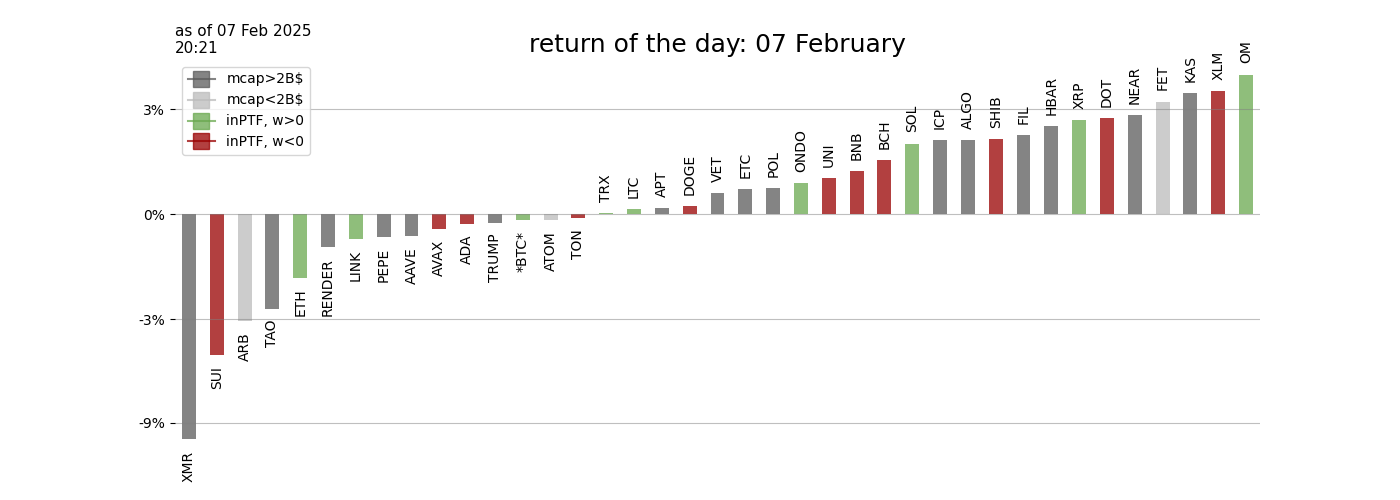 as of 07 Feb 2025
20:21
return of the day: 07 February
mcap>2B$
mcap<2B$
inPTF, w>0
inPTF, w<0
3%
0%
-3%
-9%
XMR
SUI
ARB
TAO
ETH
RENDER
LINK
PEPE
AAVE
AVAX
ADA
TRUMP
*BTC*
ATOM
TON
TRX
LTC
APT
DOGE
VET
ETC
POL
ONDO
UNI
BNB
BCH
SOL
ICP
ALGO
SHIB
FIL
HBAR
XRP
DOT
NEAR
FET
KAS
XLM
OM